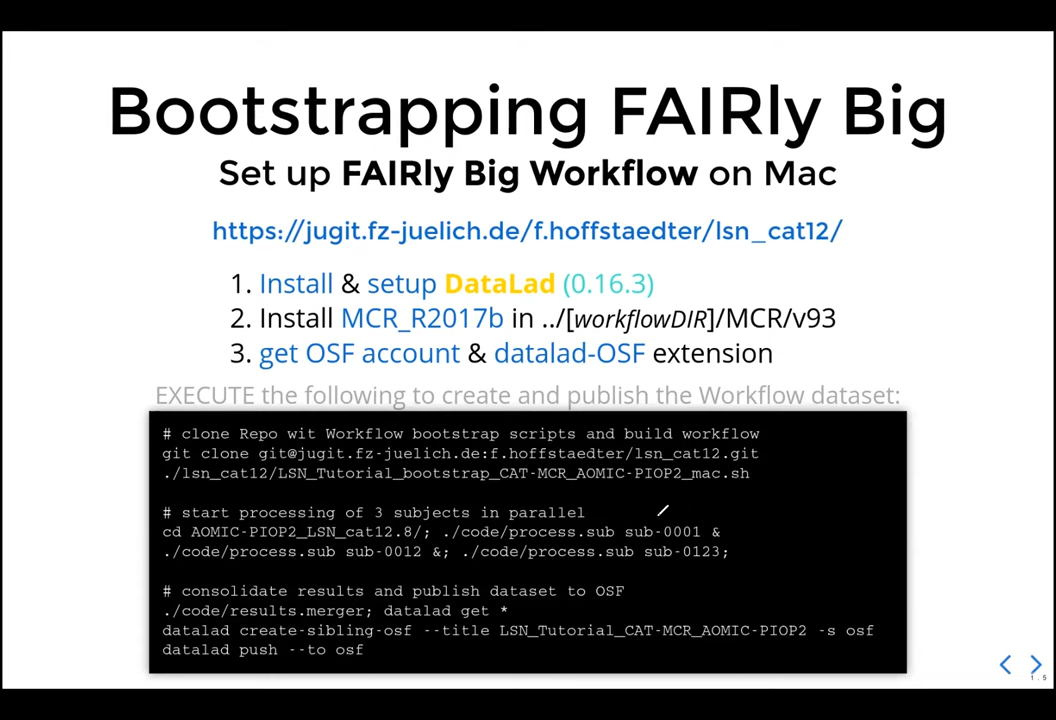 Bootstrapping FAIRly Big
Set up FAIRly Big Workflow on Mac
https://jugit.fz-juelich.de/f.hoffstaedter/lsn_cat12/
1. Install & setup DataLad (0.16.3)
2. Install MCR_R2017b in ../[workflowDIR]/MCR/v93
3. get OSF account & datalad-OSF extension
EXECUTE the following to create and publish the Workflow dataset:
# clone Repo wit Workflow bootstrap scripts and build workflow
git clone git@jugit.fz-juelich.de:f.hoffstaedter/lsn_cat12.git
./lsn_cat12/LSN_Tutorial_bootstrap_CAT-MCR_AOMIC-PIOP2_mac.sh
# start processing of 3 subjects in parallel
cd AOMIC-PIOP2_LSN_cat12.8/; ./code/process.sub sub-0001 &
./code/process.sub sub-0012 &; ./code/process.sub sub-0123;
# consolidate results and publish dataset to OSF
./code/results.merger; datalad get *
datalad create-sibling-osf --title LSN_Tutorial_CAT-MCR_AOMIC-PIOP2 -s osf
datalad push --to osf
1.5